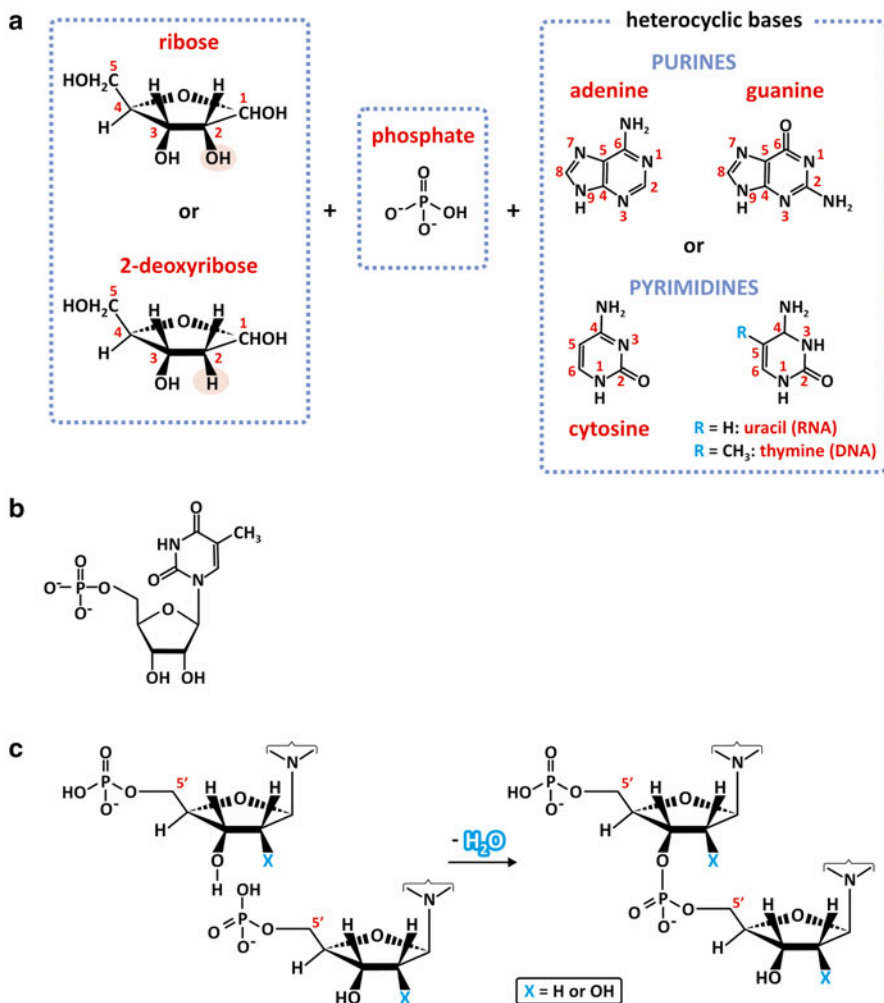 a
ribose
HOH2C
5
H
H
O
1
CHOH
4
H
3
2
OH
OH
or
2-deoxyribose
HOH2C
5
H
H
O
1
CHOH
4
H
3
2
OH
H
+
phosphate
O
O- P OH
O-
+
heterocyclic bases
PURINES
adenine
guanine
NH2
7
N
5
6
N
1
8
N
H
9
4
N
3
2
O
7
N
5
6
N
1
8
N
H
9
4
N
3
2
NH2
or
PYRIMIDINES
NH2
4
5
N
3
6
1
N
H
2
O
NH2
R
4
3
NH
5
6
1
N
H
2
O
cytosine
R = H: uracil (RNA)
R = CH3: thymine (DNA)
b
O
CH3
HN
O
N
O
O- P O
O-
O
OH OH
c
O
HO P O
O-
5'
H
H
O
H
N
O
H
X
OH
O P O
O-
5'
H
H
O
H
N
HO
X
- H2O
O
HO P O
O-
5'
H
H
O
H
N
O
X
O P O
O-
5'
H
H
O
H
N
HO
X
X = H or OH